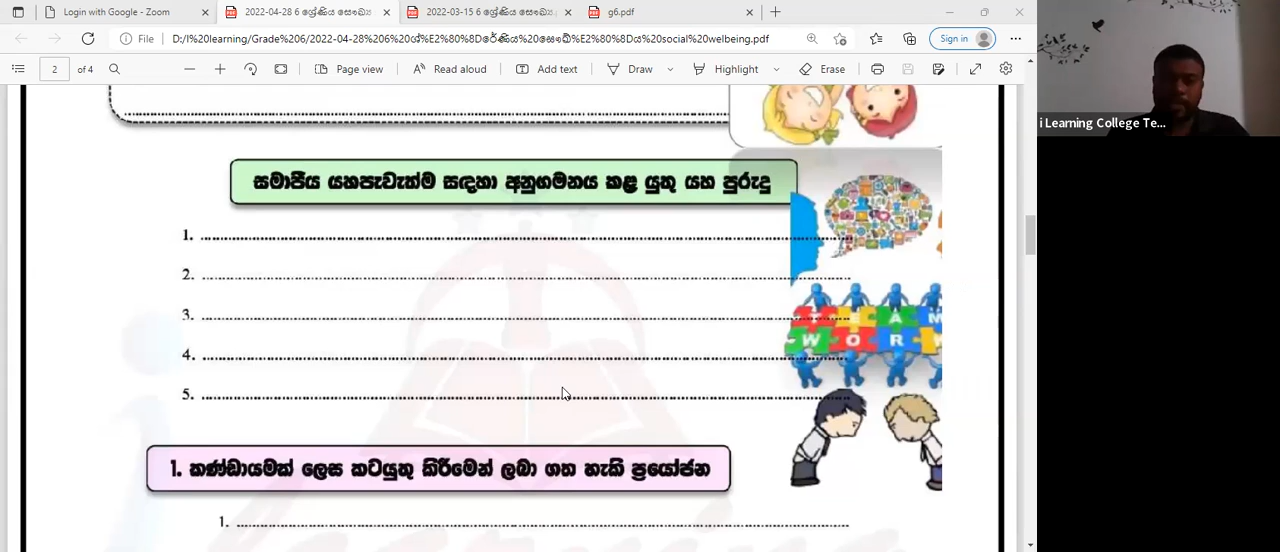 Login with Google - Zoom
2022-04-28 6 ශ්‍රේණිය සෞඛ්‍ය
2022-03-15 6 ශ්‍රේණිය සෞඛ්‍ය
g6.pdf
File
D:/I%20learning/Grade%206/2022-04-28%206%20ශ්%E2%80%8Dරේණිය%20සෞඛ්%E2%80%8Dය%20social%20welbeing.pdf
Sign in
2 of 4
Page view
Read aloud
Add text
Draw
Highlight
Erase
i Learning College Te...
සමාජීය යහපැවැත්ම සඳහා අනුගමනය කළ යුතු යහ පුරුදු
1.
2.
3.
4.
5.
T E A M
W O R
1. කණ්ඩායමක් ලෙස කටයුතු කිරීමෙන් ලබා ගත හැකි ප්‍රයෝජන
1.